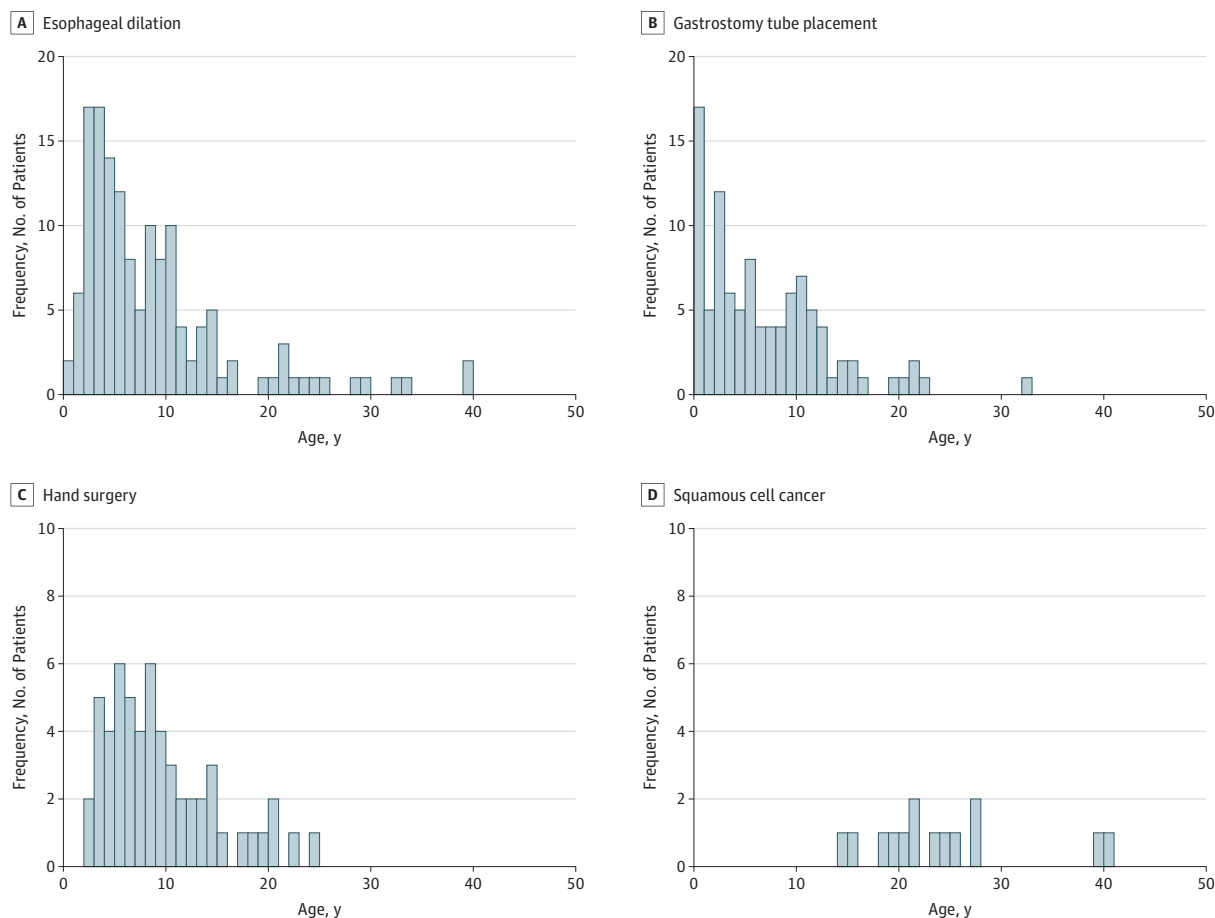 A Esophageal dilation
20
15
10
5
0
Frequency, No. of Patients
0 10 20 30 40 50
Age, y
B Gastrostomy tube placement
20
15
10
5
0
Frequency, No. of Patients
0 10 20 30 40 50
Age, y
C Hand surgery
10
8
6
4
2
0
Frequency, No. of Patients
0 10 20 30 40 50
Age, y
D Squamous cell cancer
10
8
6
4
2
0
Frequency, No. of Patients
0 10 20 30 40 50
Age, y